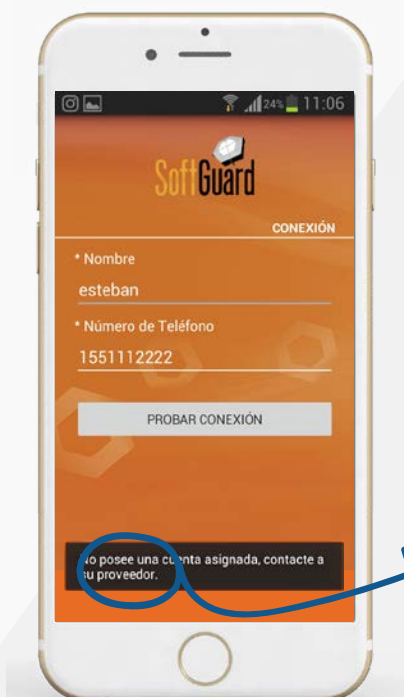 24% 11:06
SoftGuard
CONEXIÓN
* Nombre
esteban
* Número de Teléfono
1551112222
PROBAR CONEXIÓN
No posee una cuenta asignada, contacte a
su proveedor.